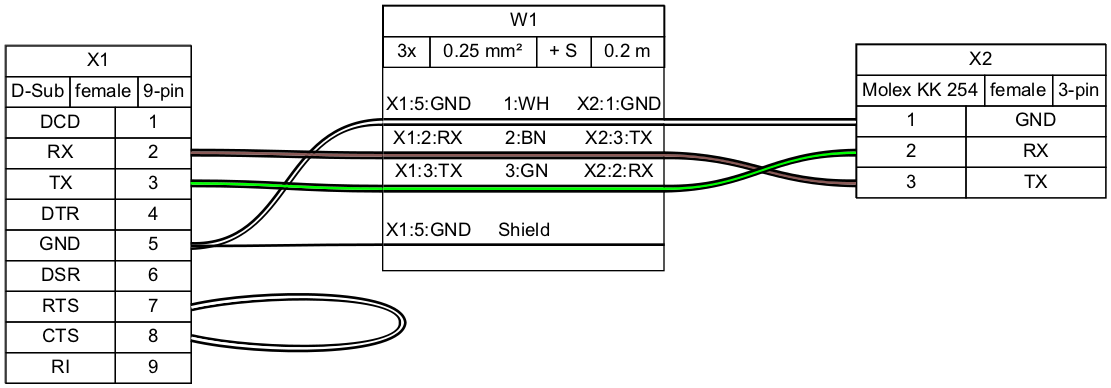 X1
D-Sub female 9-pin
DCD 1
RX 2
TX 3
DTR 4
GND 5
DSR 6
RTS 7
CTS 8
RI 9
W1
3x 0.25 mm² + S 0.2 m
X1:5:GND 1:WH X2:1:GND
X1:2:RX 2:BN X2:3:TX
X1:3:TX 3:GN X2:2:RX
X1:5:GND Shield
X2
Molex KK 254 female 3-pin
1 GND
2 RX
3 TX